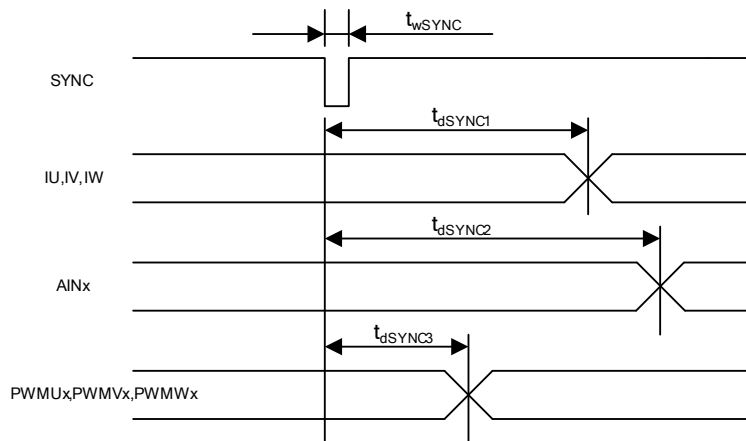 twSYNC
SYNC
tdSYNC1
IU,IV,IW
tdSYNC2
AINx
tdSYNC3
PWMUx,PWMVx,PWMWx